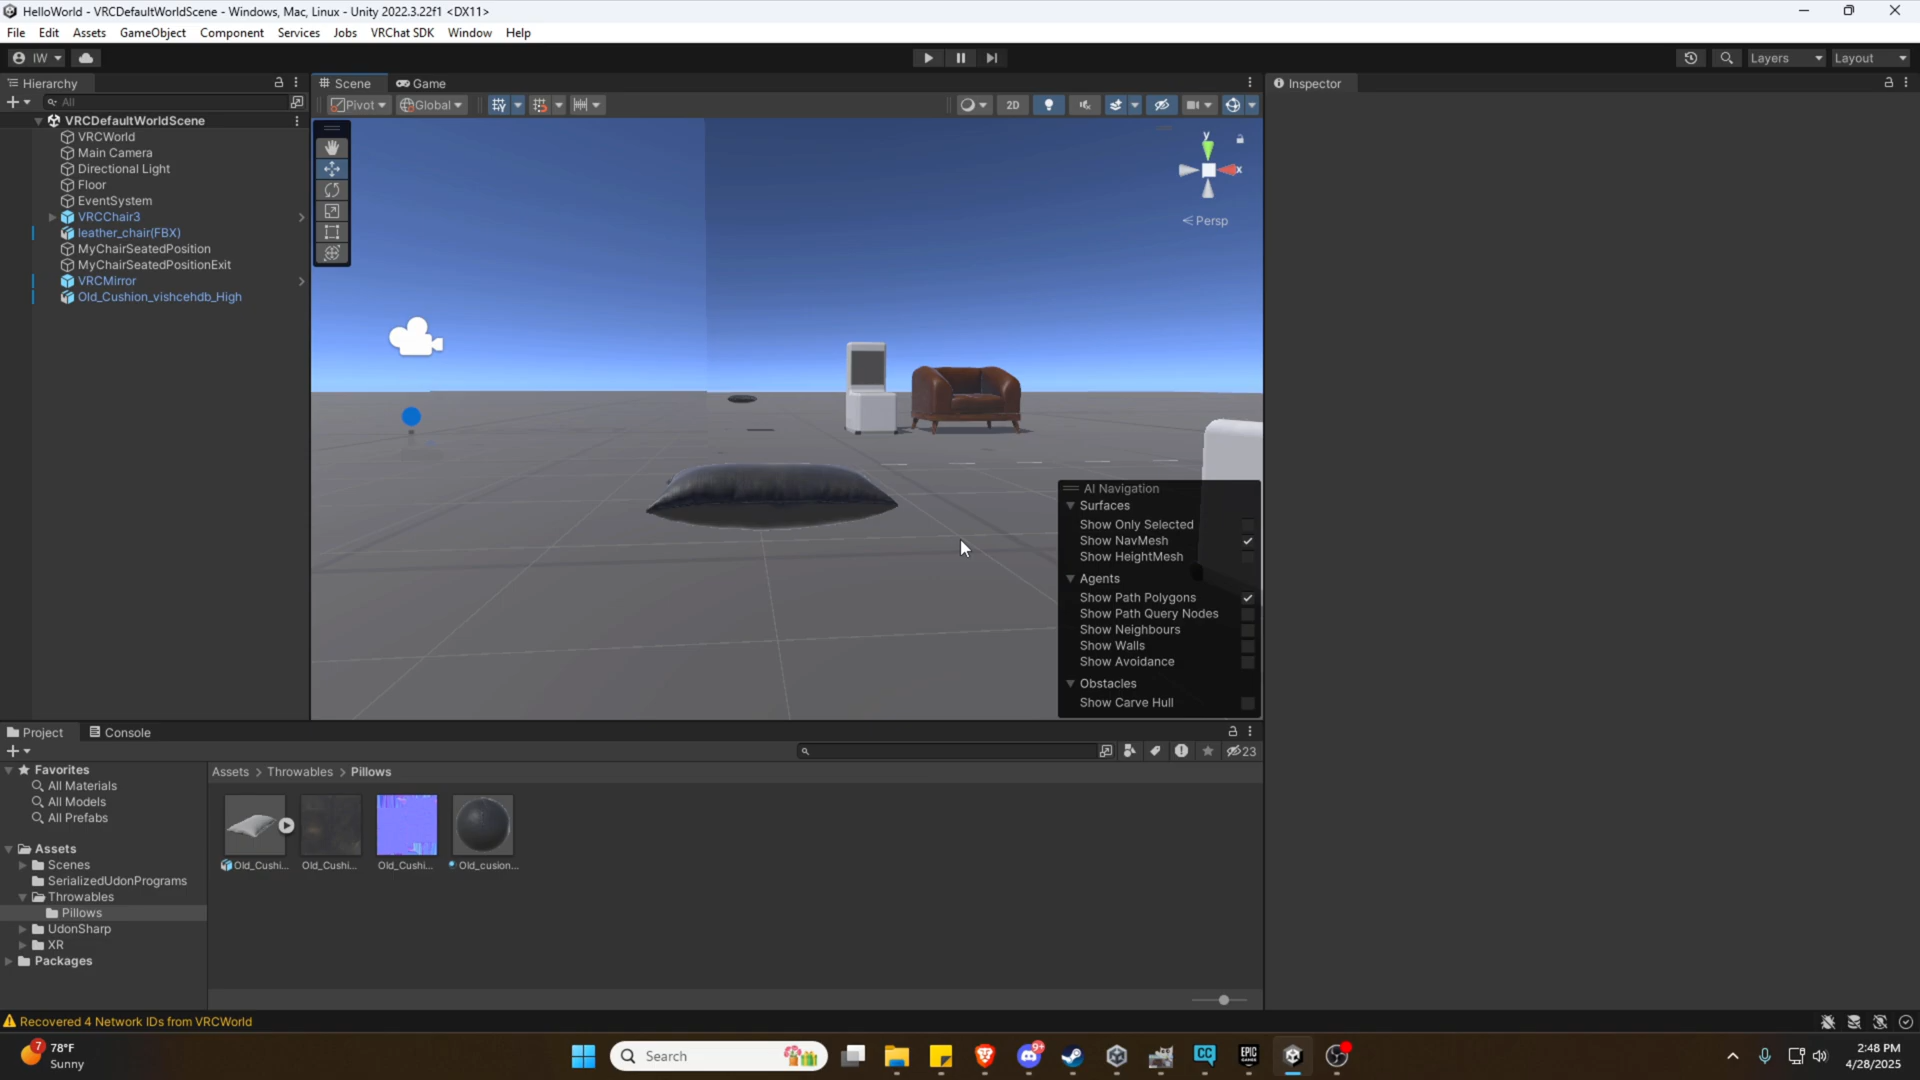 HelloWorld - VRCDefaultWorldScene - Windows, Mac, Linux - Unity 2022.3.22f1 <DX11>
File Edit Assets GameObject Component Services Jobs VRChat SDK Window Help
IW
Layers Layout
Hierarchy
All
VRCDefaultWorldScene
VRCWorld
Main Camera
Directional Light
Floor
EventSystem
VRCChair3
leather_chair(FBX)
MyChairSeatedPosition
MyChairSeatedPositionExit
VRCMirror
Old_Cushion_vishcehdb_High
Scene Game
Pivot Global
2D
y
x
Persp
AI Navigation
Surfaces
Show Only Selected
Show NavMesh
Show HeightMesh
Agents
Show Path Polygons
Show Path Query Nodes
Show Neighbours
Show Walls
Show Avoidance
Obstacles
Show Carve Hull
Inspector
Project Console
23
Favorites
All Materials
All Models
All Prefabs
Assets
Scenes
SerializedUdonPrograms
Throwables
Pillows
UdonSharp
XR
Packages
Assets > Throwables > Pillows
Old_Cushi... Old_Cushi... Old_Cushi... Old_cusion...
Recovered 4 Network IDs from VRCWorld
7
78°F
Sunny
Search
9+
CC
EPIC
GAMES
2:48 PM
4/28/2025